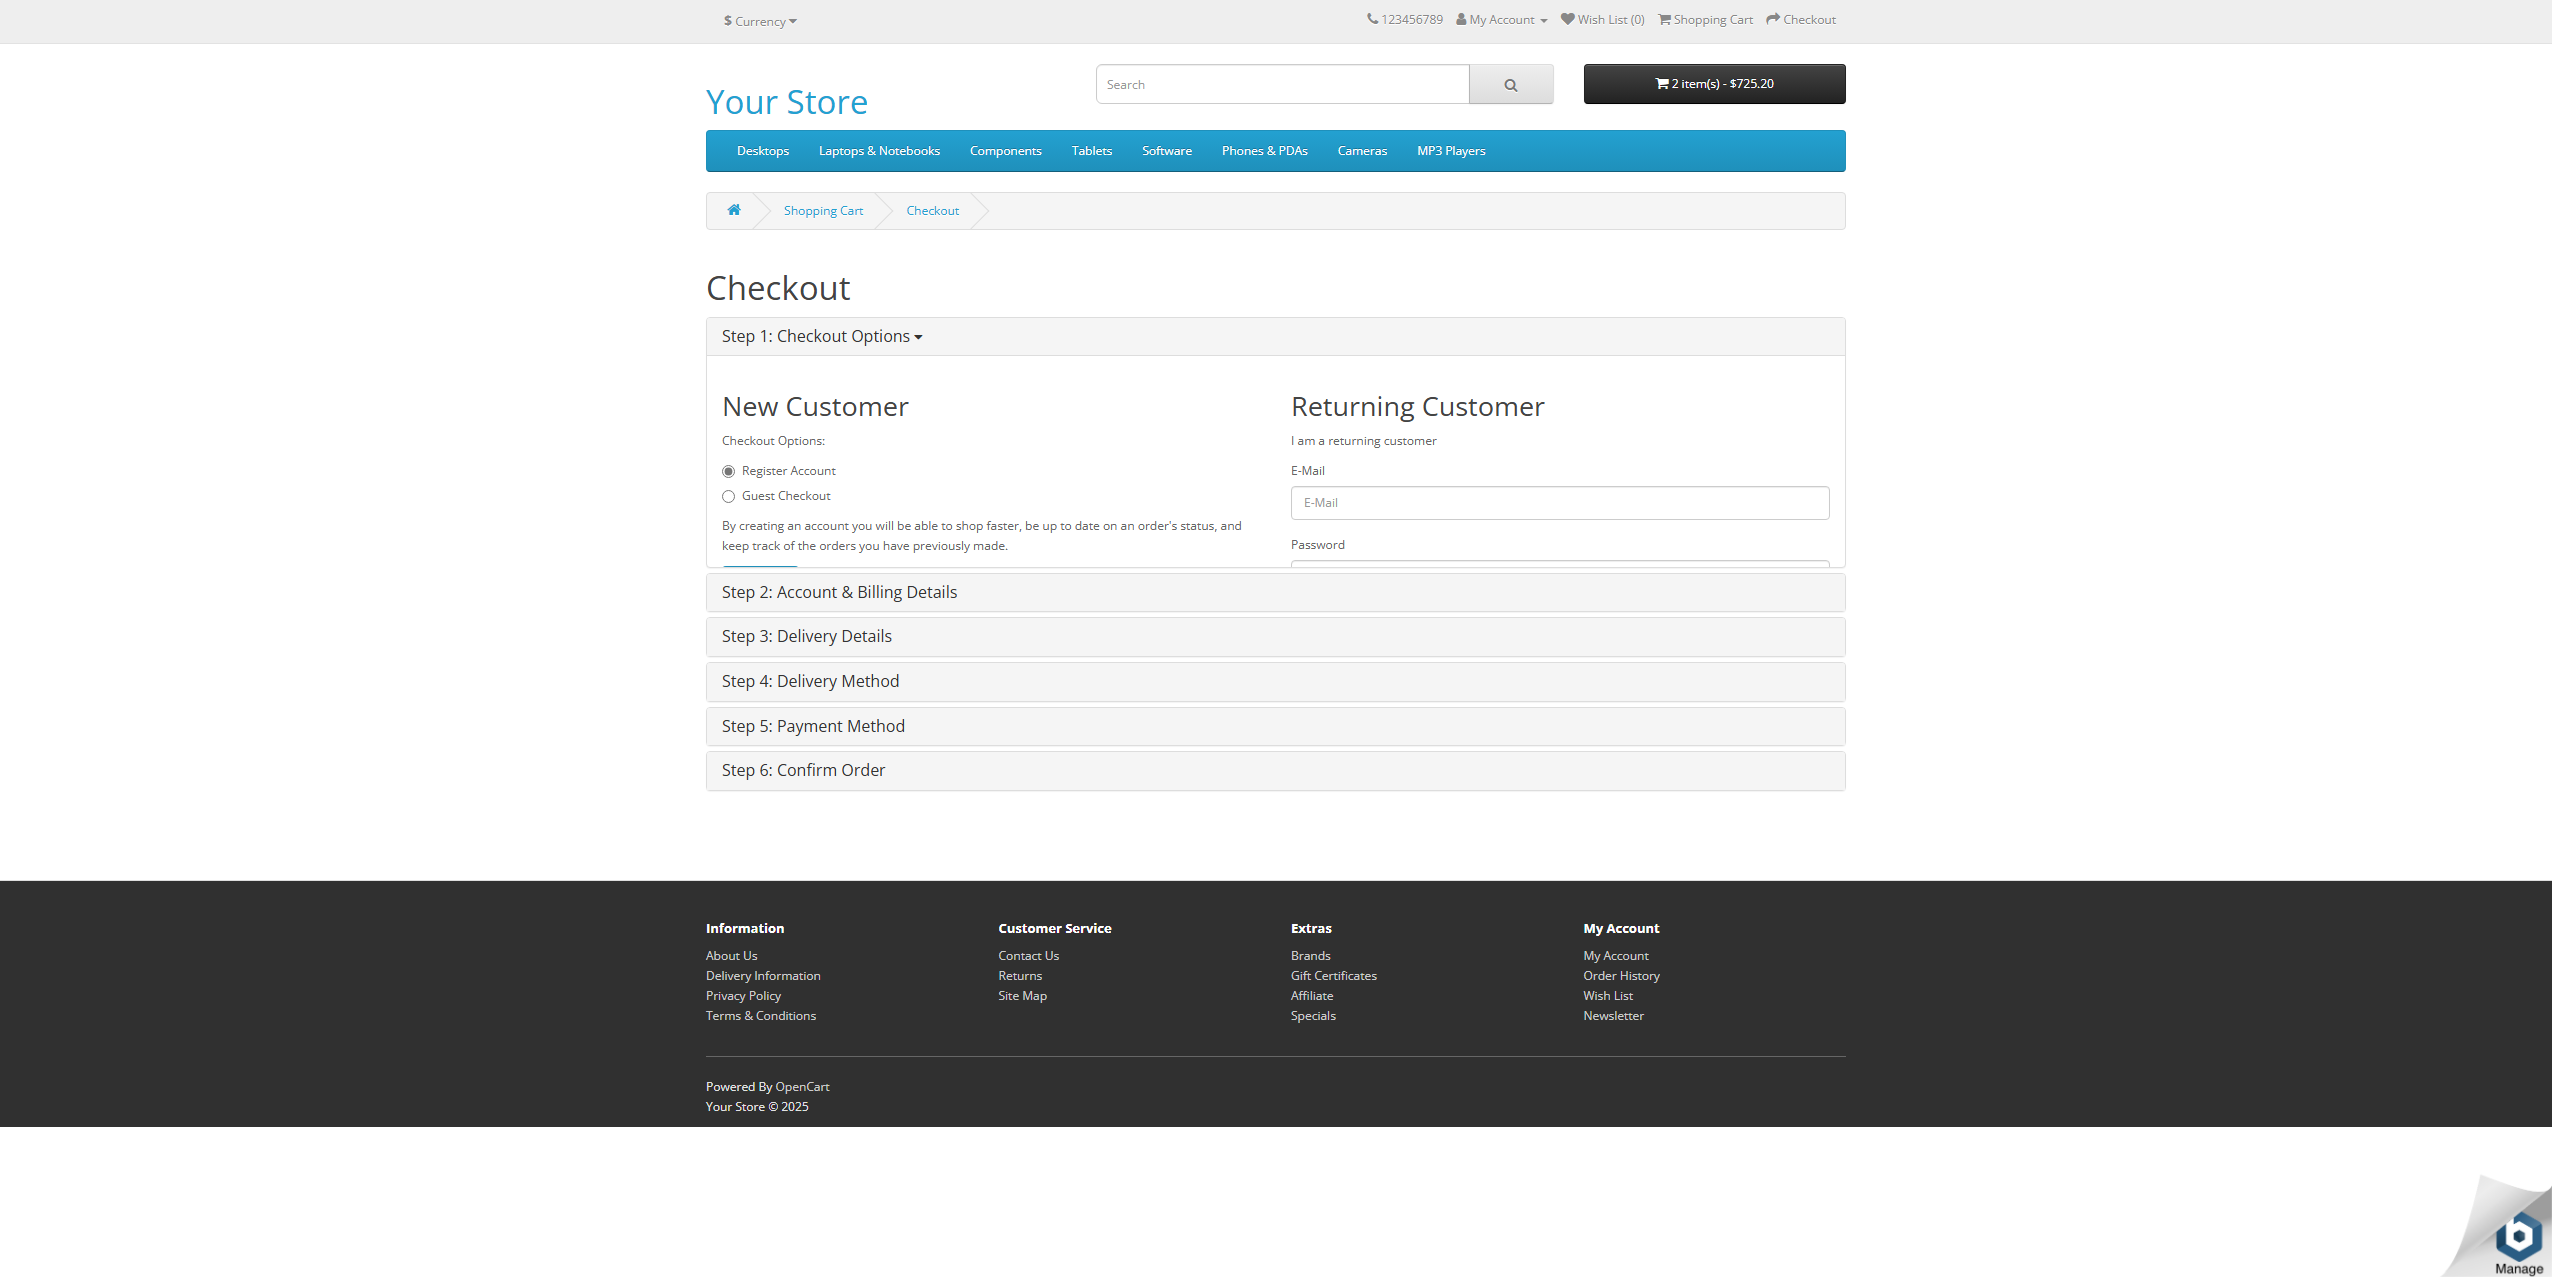 $ Currency
123456789 My Account Wish List (0) Shopping Cart Checkout
Your Store
Search
2 item(s) - $725.20
Desktops Laptops & Notebooks Components Tablets Software Phones & PDAs Cameras MP3 Players
Shopping Cart Checkout
Checkout
Step 1: Checkout Options
New Customer
Checkout Options:
Register Account
Guest Checkout
By creating an account you will be able to shop faster, be up to date on an order's status, and
keep track of the orders you have previously made.
Returning Customer
I am a returning customer
E-Mail
E-Mail
Password
Step 2: Account & Billing Details
Step 3: Delivery Details
Step 4: Delivery Method
Step 5: Payment Method
Step 6: Confirm Order
Information
About Us
Delivery Information
Privacy Policy
Terms & Conditions
Customer Service
Contact Us
Returns
Site Map
Extras
Brands
Gift Certificates
Affiliate
Specials
My Account
My Account
Order History
Wish List
Newsletter
Powered By OpenCart
Your Store © 2025
Manage